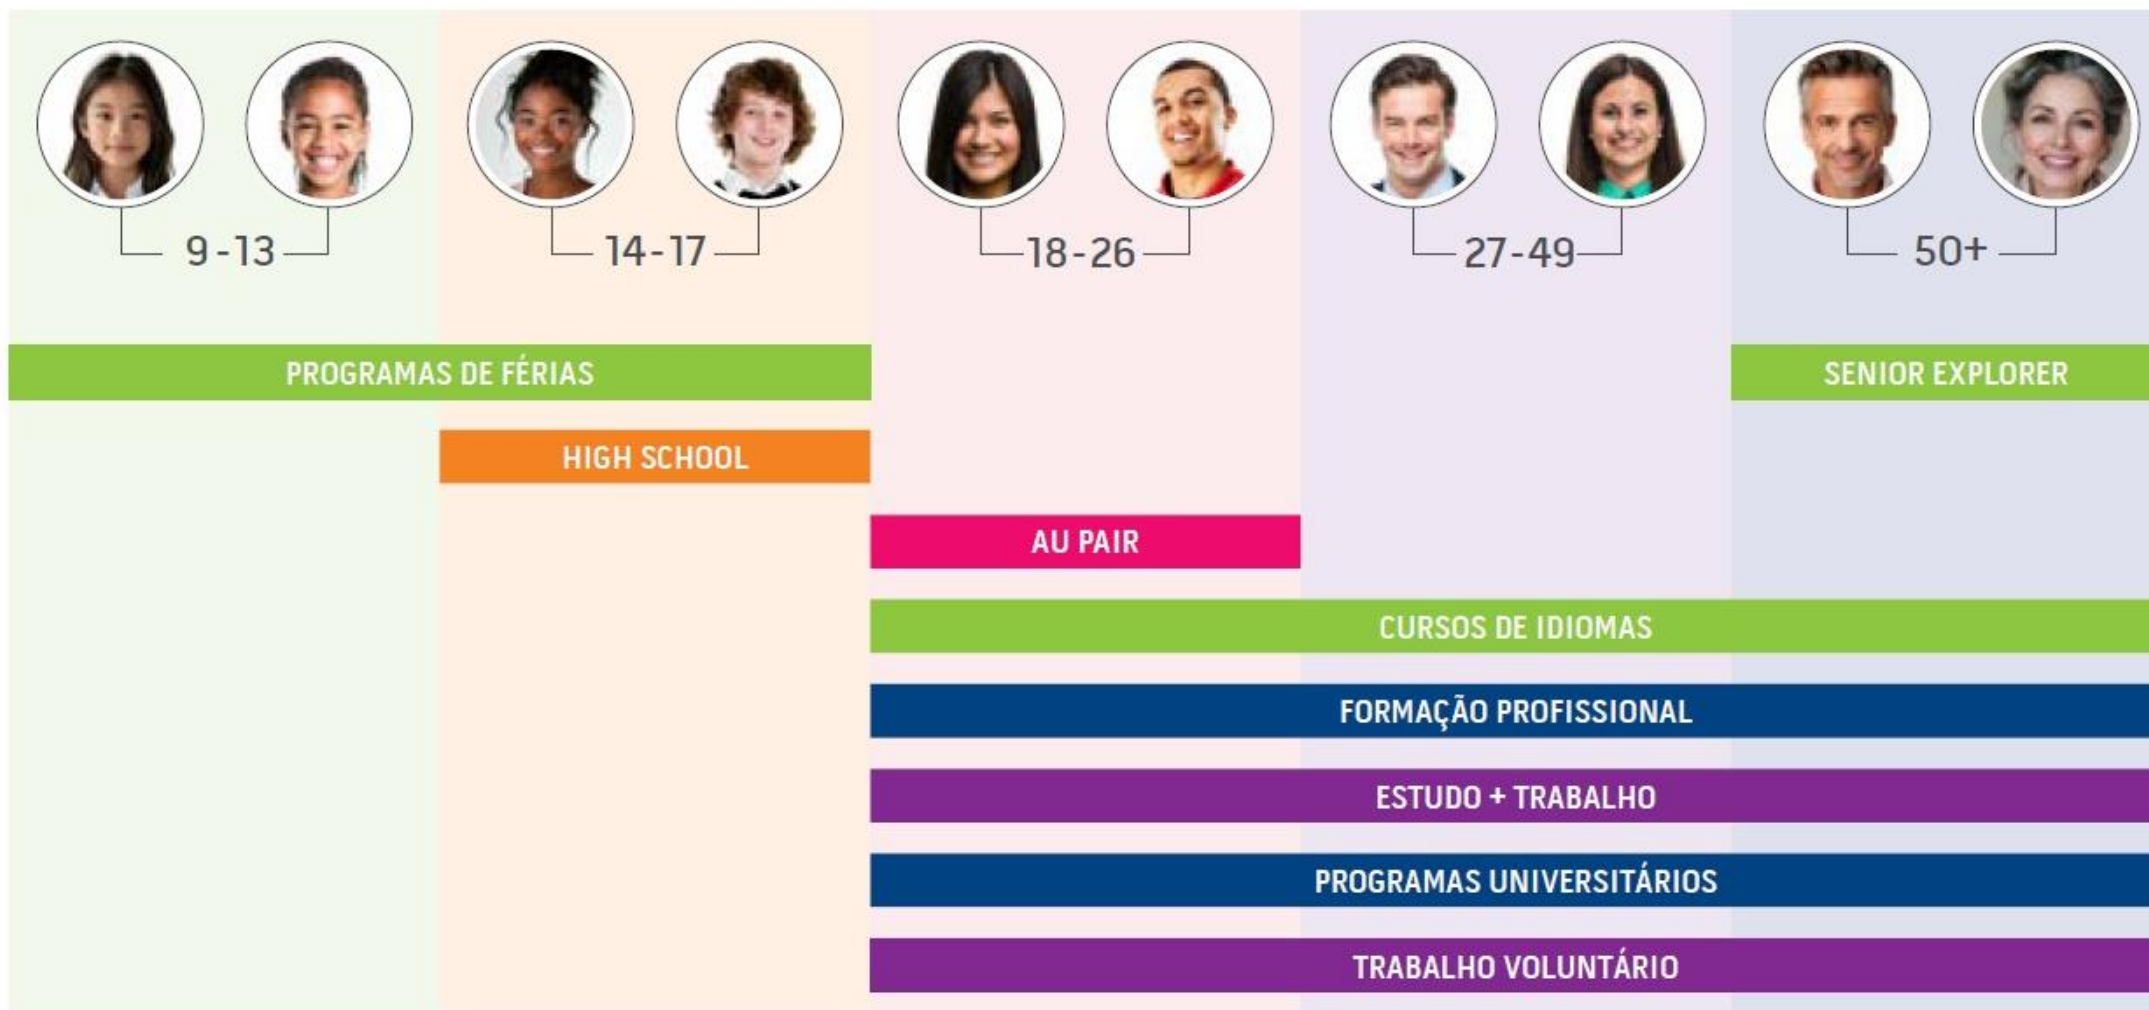 9-13
14-17
18-26
27-49
50+
PROGRAMAS DE FÉRIAS
SENIOR EXPLORER
HIGH SCHOOL
AU PAIR
CURSOS DE IDIOMAS
FORMAÇÃO PROFISSIONAL
ESTUDO + TRABALHO
PROGRAMAS UNIVERSITÁRIOS
TRABALHO VOLUNTÁRIO